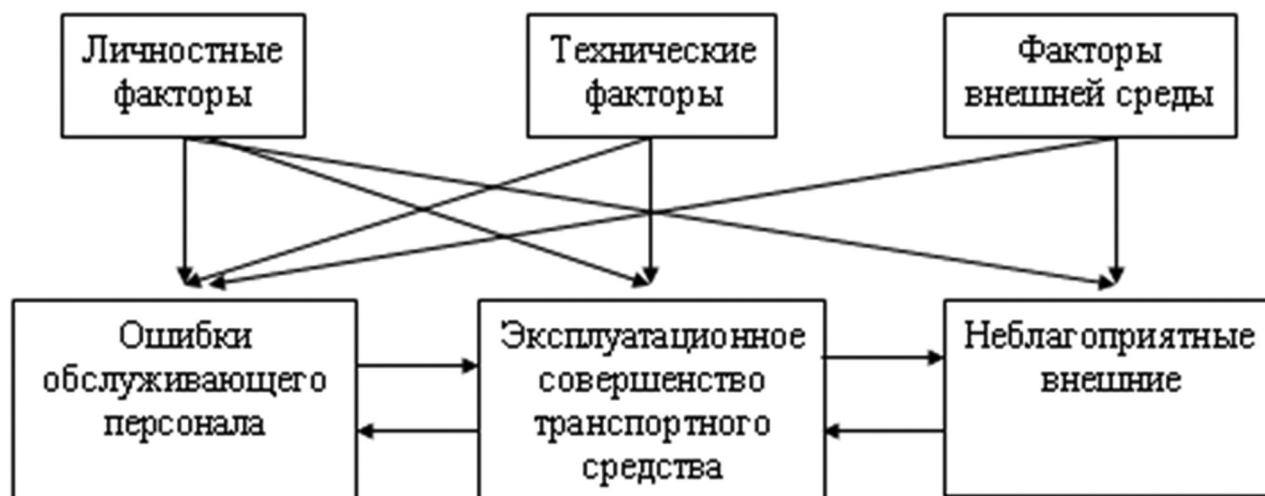 Личностные
факторы
Технические
факторы
Факторы
внешней среды
Ошибки
обслуживающего
персонала
Эксплуатационное
совершенство
транспортного
средства
Неблагоприятные
внешние